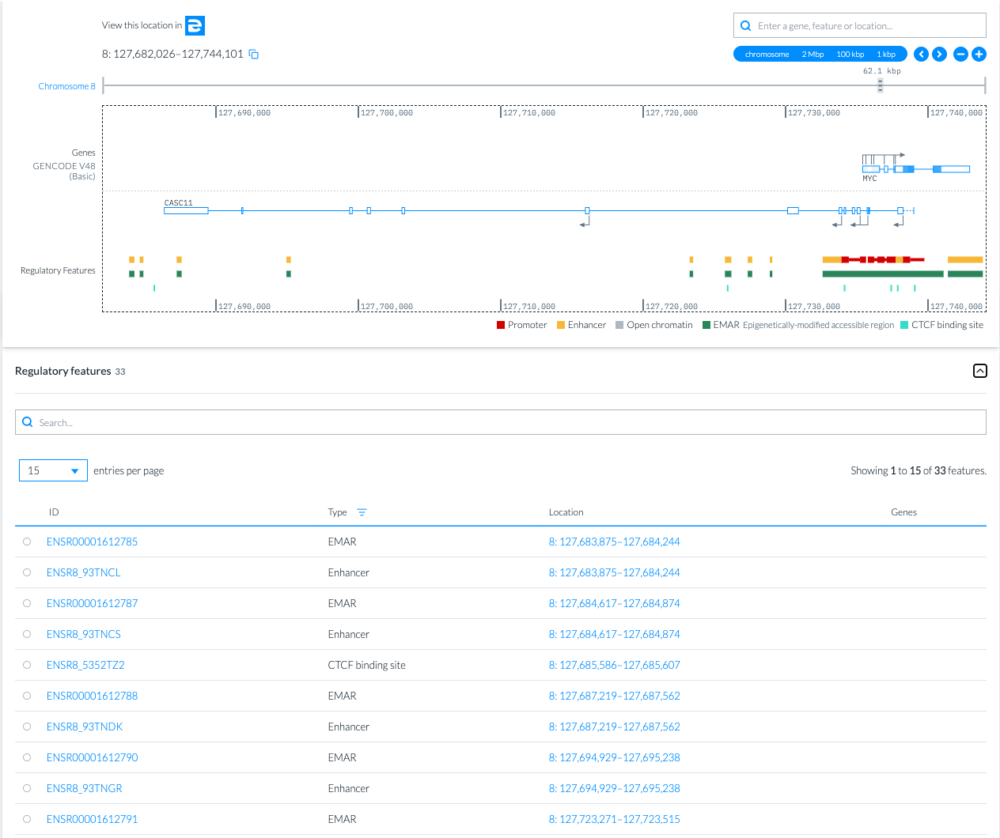 View this location in
Enter a gene, feature or location...
8: 127,682,026–127,744,101
chromosome 2 Mbp 100 kbp 1 kbp
62.1 kbp
Chromosome 8
127,690,000 127,700,000 127,710,000 127,720,000 127,730,000 127,740,000
Genes
GENCODE V48
(Basic)
MYC
CASC11
Regulatory Features
127,690,000 127,700,000 127,710,000 127,720,000 127,730,000 127,740,000
Promoter Enhancer Open chromatin EMAR Epigenetically-modified accessible region CTCF binding site
Regulatory features 33
Search...
15 entries per page
Showing 1 to 15 of 33 features.
ID Type Location Genes
ENSR00001612785 EMAR 8: 127,683,875–127,684,244
ENSR8_93TNCL Enhancer 8: 127,683,875–127,684,244
ENSR00001612787 EMAR 8: 127,684,617–127,684,874
ENSR8_93TNCS Enhancer 8: 127,684,617–127,684,874
ENSR8_5352TZ2 CTCF binding site 8: 127,685,586–127,685,607
ENSR00001612788 EMAR 8: 127,687,219–127,687,562
ENSR8_93TNDK Enhancer 8: 127,687,219–127,687,562
ENSR00001612790 EMAR 8: 127,694,929–127,695,238
ENSR8_93TNGR Enhancer 8: 127,694,929–127,695,238
ENSR00001612791 EMAR 8: 127,723,271–127,723,515